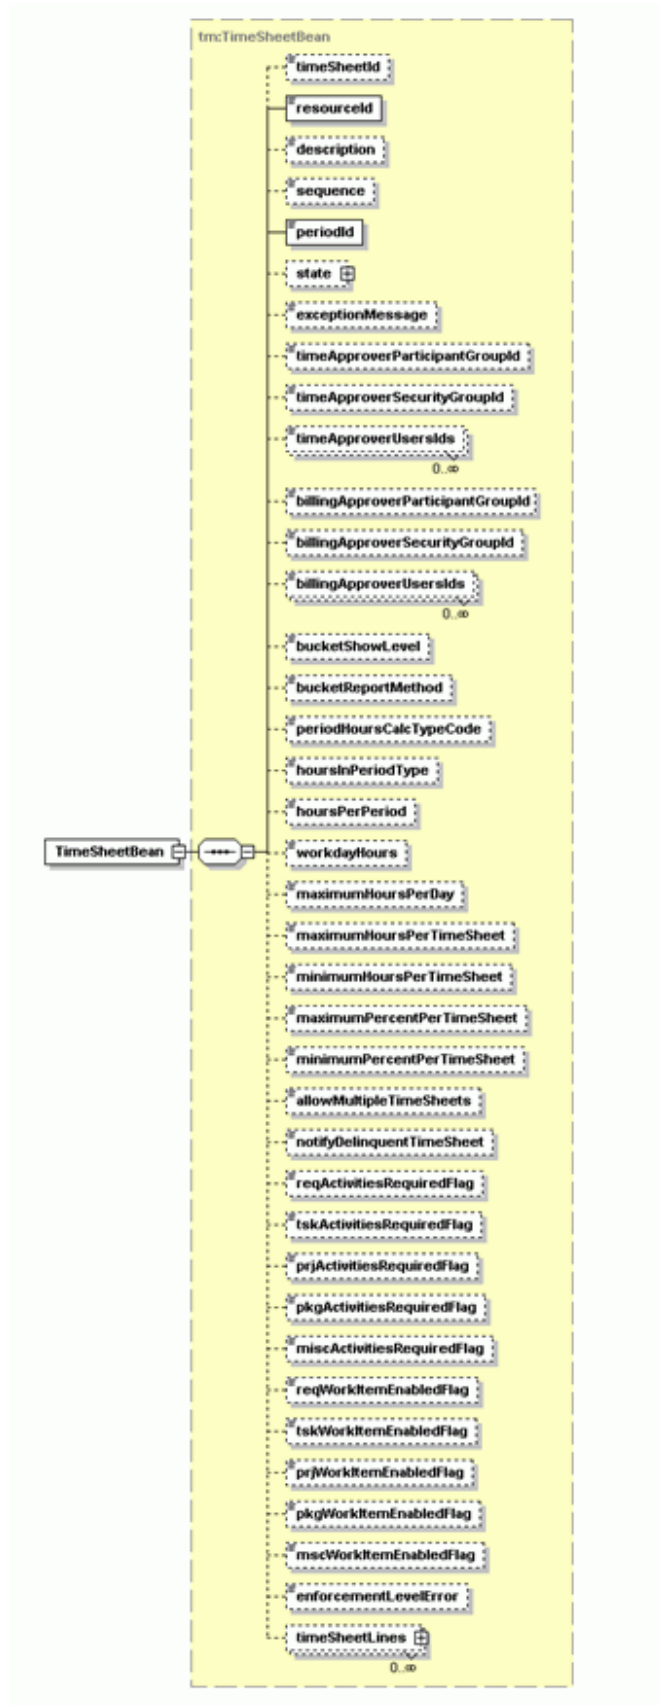 tm:TimeSheetBean
timeSheetId
resourceId
description
sequence
periodId
state
exceptionMessage
timeApproverParticipantGroupId
timeApproverSecurityGroupId
timeApproverUsersIds
0..∞
billingApproverParticipantGroupId
billingApproverSecurityGroupId
billingApproverUsersIds
0..∞
bucketShowLevel
bucketReportMethod
periodHoursCalcTypeCode
hoursInPeriodType
hoursPerPeriod
TimeSheetBean
workdayHours
maximumHoursPerDay
maximumHoursPerTimeSheet
minimumHoursPerTimeSheet
maximumPercentPerTimeSheet
minimumPercentPerTimeSheet
allowMultipleTimeSheets
notifyDelinquentTimeSheet
reqActivitiesRequiredFlag
tskActivitiesRequiredFlag
prjActivitiesRequiredFlag
pkgActivitiesRequiredFlag
miscActivitiesRequiredFlag
reqWorkItemEnabledFlag
tskWorkItemEnabledFlag
prjWorkItemEnabledFlag
pkgWorkItemEnabledFlag
mscWorkItemEnabledFlag
enforcementLevelError
timeSheetLines
0..∞